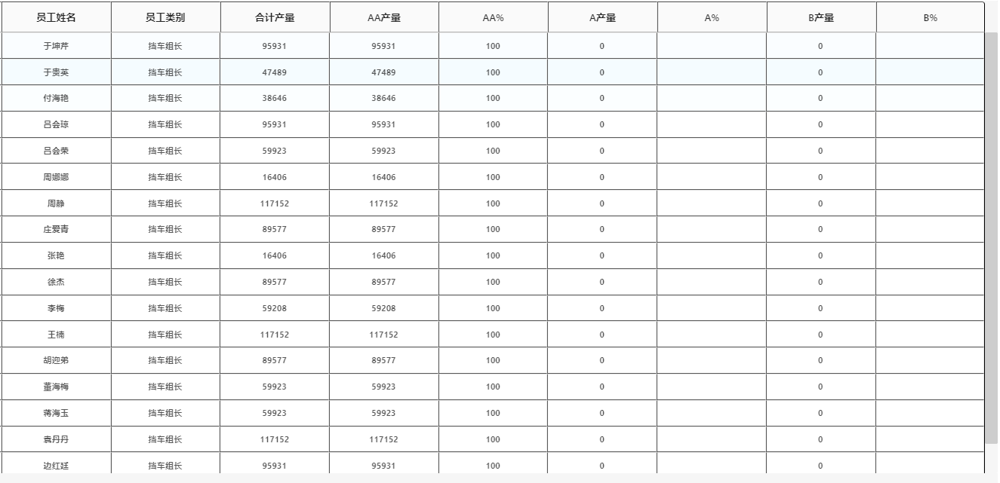 员工姓名 员工类别 合计产量 AA产量 AA% A产量 A% B产量 B%
于坤芹 挡车组长 95931 95931 100 0 0
于贵英 挡车组长 47489 47489 100 0 0
付海艳 挡车组长 38646 38646 100 0 0
吕会琼 挡车组长 95931 95931 100 0 0
吕会荣 挡车组长 59923 59923 100 0 0
周娜娜 挡车组长 16406 16406 100 0 0
周静 挡车组长 117152 117152 100 0 0
庄爱青 挡车组长 89577 89577 100 0 0
张艳 挡车组长 16406 16406 100 0 0
徐杰 挡车组长 89577 89577 100 0 0
李梅 挡车组长 59208 59208 100 0 0
王楠 挡车组长 117152 117152 100 0 0
胡迎弟 挡车组长 89577 89577 100 0 0
董海梅 挡车组长 59923 59923 100 0 0
蒋海玉 挡车组长 59923 59923 100 0 0
袁丹丹 挡车组长 117152 117152 100 0 0
边红廷 挡车组长 95931 95931 100 0 0